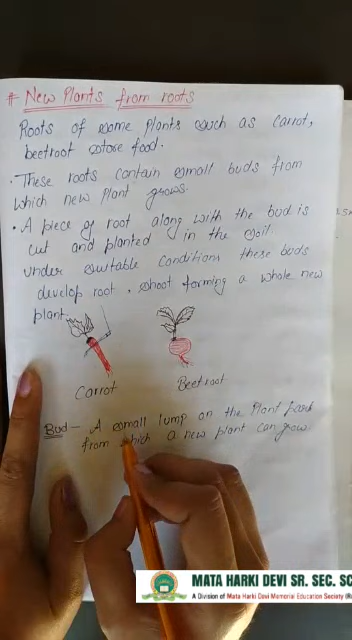 # New Plants from roots
Roots of some Plants such as Carrot,
beetroot store food.
• These roots contain small buds from
which new Plant grows.
• A piece of root along with the bud is
cut and planted in the soil.
under suitable conditions these buds
develop root, shoot forming a whole new
plant.
Carrot
Beetroot
Bud - A small lump on the Plant part
from which a new plant can grow
MATA HARKI DEVI SR. SEC. SC
A Division of Mata Harki Devi Memorial Education Society (R